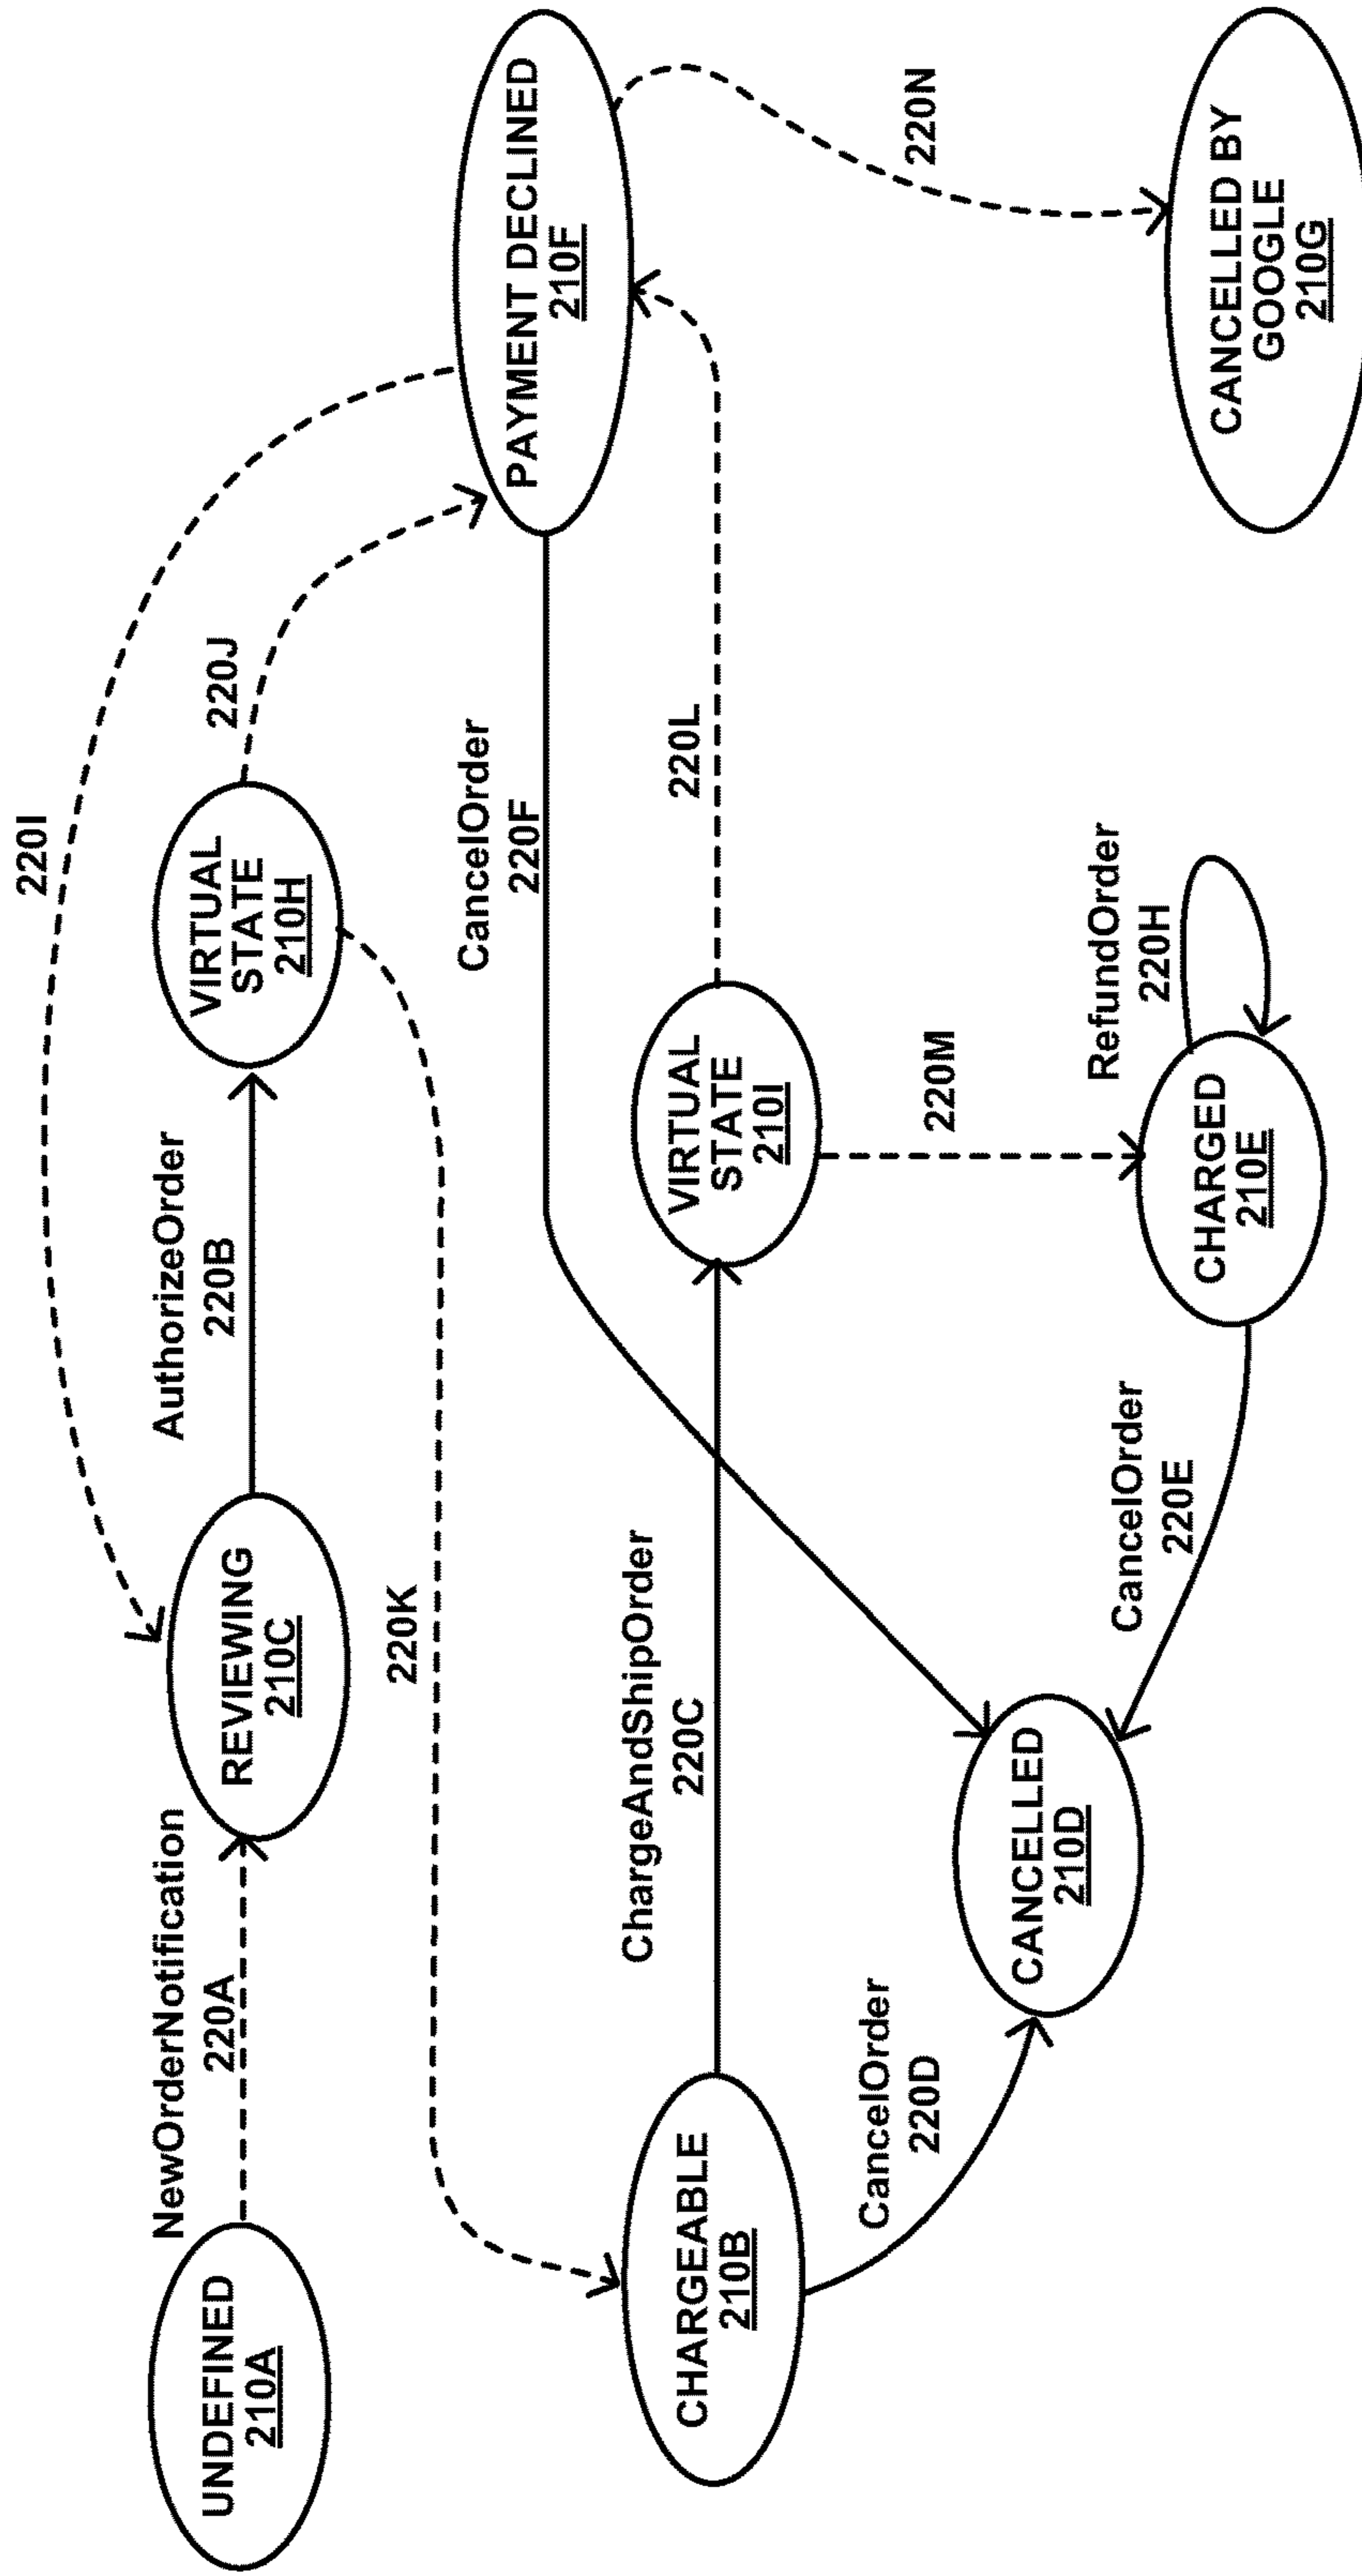 220I
NewOrderNotification
220A
AuthorizeOrder
220B
220J
UNDEFINED
210A
REVIEWING
210C
VIRTUAL
STATE
210H
220K
CancelOrder
220F
PAYMENT DECLINED
210F
ChargeAndShipOrder
220C
220L
CHARGEABLE
210B
VIRTUAL
STATE
210I
CancelOrder
220D
220M
220N
CANCELLED
210D
CancelOrder
220E
RefundOrder
220H
CHARGED
210E
CANCELLED BY
GOOGLE
210G